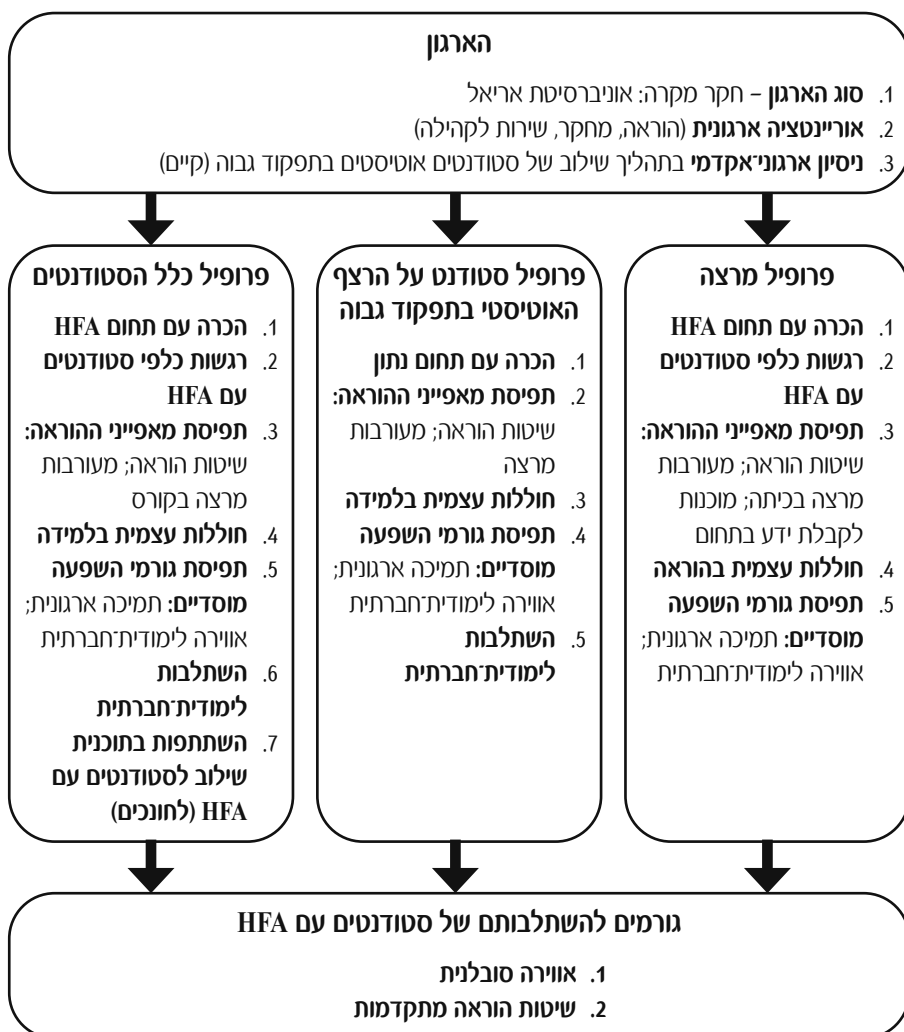 הארגון
1. סוג הארגון – חקר מקרה: אוניברסיטת אריאל
2. אוריינטציה ארגונית (הוראה, מחקר, שירות לקהילה)
3. ניסיון ארגוני־אקדמי בתהליך שילוב של סטודנטים אוטיסטים בתפקוד גבוה (קיים)
פרופיל מרצה
1. הכרה עם תחום HFA
2. רגשות כלפי סטודנטים
עם HFA
3. תפיסת מאפייני ההוראה:
שיטות הוראה; מעורבות
מרצה בכיתה; מוכנות
לקבלת ידע בתחום
4. חוללות עצמית בהוראה
5. תפיסת גורמי השפעה
מוסדיים: תמיכה ארגונית;
אווירה לימודית־חברתית
פרופיל סטודנט על הרצף
האוטיסטי בתפקוד גבוה
1. הכרה עם תחום נתון
2. תפיסת מאפייני ההוראה:
שיטות הוראה; מעורבות
מרצה
3. חוללות עצמית בלמידה
4. תפיסת גורמי השפעה
מוסדיים: תמיכה ארגונית;
אווירה לימודית־חברתית
5. השתלבות
לימודית־חברתית
פרופיל כלל הסטודנטים
1. הכרה עם תחום HFA
2. רגשות כלפי סטודנטים
עם HFA
3. תפיסת מאפייני ההוראה:
שיטות הוראה; מעורבות
מרצה בקורס
4. חוללות עצמית בלמידה
5. תפיסת גורמי השפעה
מוסדיים: תמיכה ארגונית;
אווירה לימודית־חברתית
6. השתלבות
לימודית־חברתית
7. השתתפות בתוכנית
שילוב לסטודנטים עם
HFA (לחונכים)
גורמים להשתלבותם של סטודנטים עם HFA
1. אווירה סובלנית
2. שיטות הוראה מתקדמות